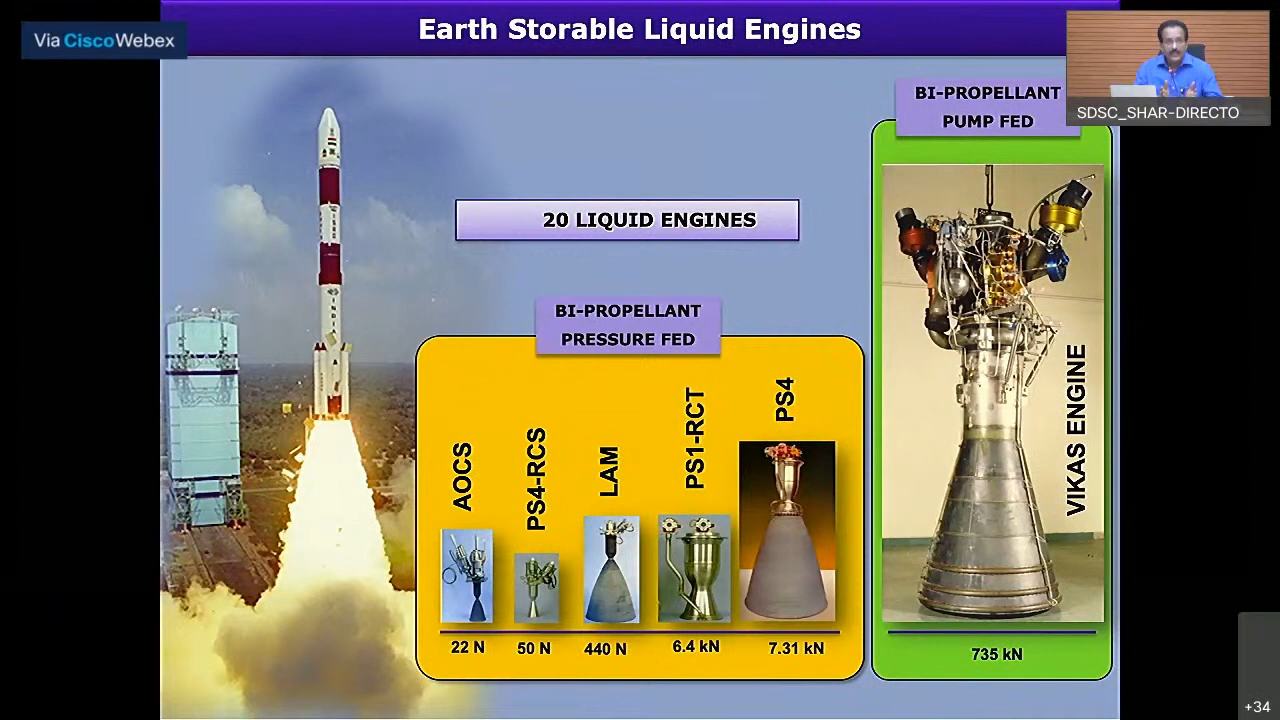 Via CiscoWebex
Earth Storable Liquid Engines
SDSC_SHAR-DIRECTO
BI-PROPELLANT
PUMP FED
20 LIQUID ENGINES
BI-PROPELLANT
PRESSURE FED
AOCS
PS4-RCS
LAM
PS1-RCT
PS4
VIKAS ENGINE
22 N
50 N
440 N
6.4 kN
7.31 kN
735 kN
INDIA
+34